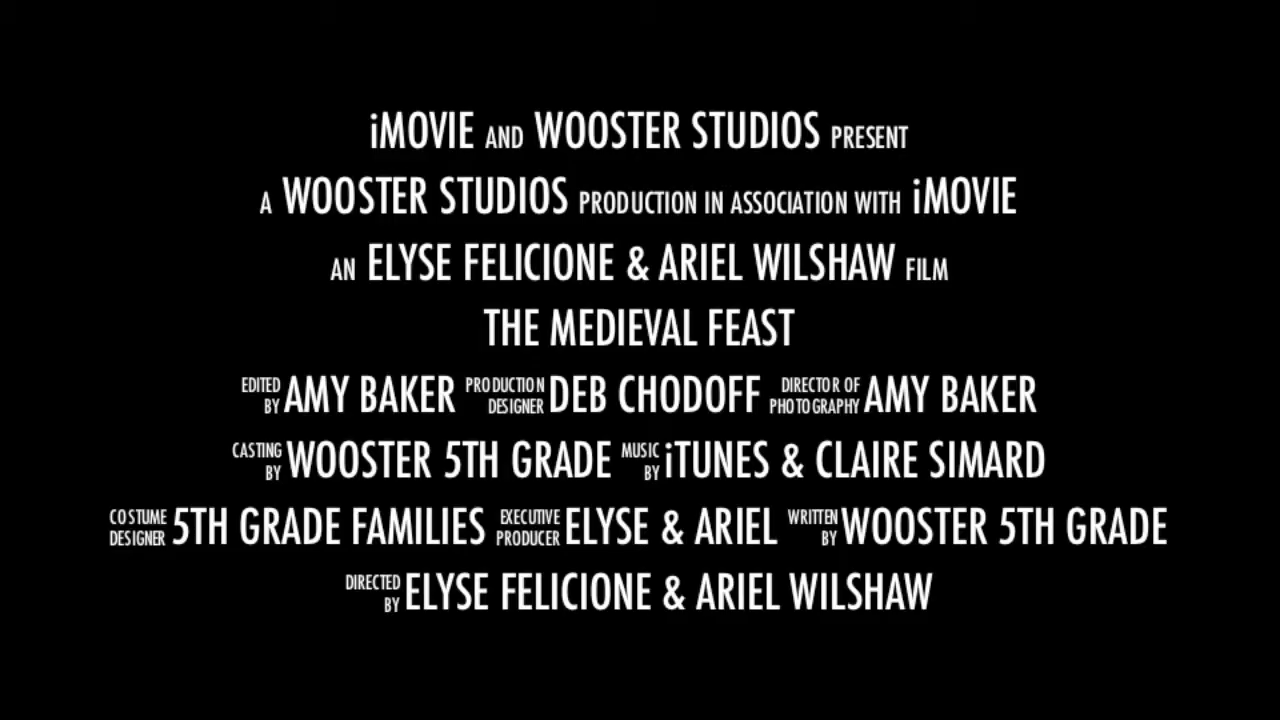 iMOVIE AND WOOSTER STUDIOS PRESENT
A WOOSTER STUDIOS PRODUCTION IN ASSOCIATION WITH iMOVIE
AN ELYSE FELICIONE & ARIEL WILSHAW FILM
THE MEDIEVAL FEAST
EDITED BY AMY BAKER PRODUCTION DESIGNER DEB CHODOFF DIRECTOR OF PHOTOGRAPHY AMY BAKER
CASTING BY WOOSTER 5TH GRADE MUSIC BY iTUNES & CLAIRE SIMARD
COSTUME DESIGNER 5TH GRADE FAMILIES EXECUTIVE PRODUCER ELYSE & ARIEL WRITTEN BY WOOSTER 5TH GRADE
DIRECTED BY ELYSE FELICIONE & ARIEL WILSHAW